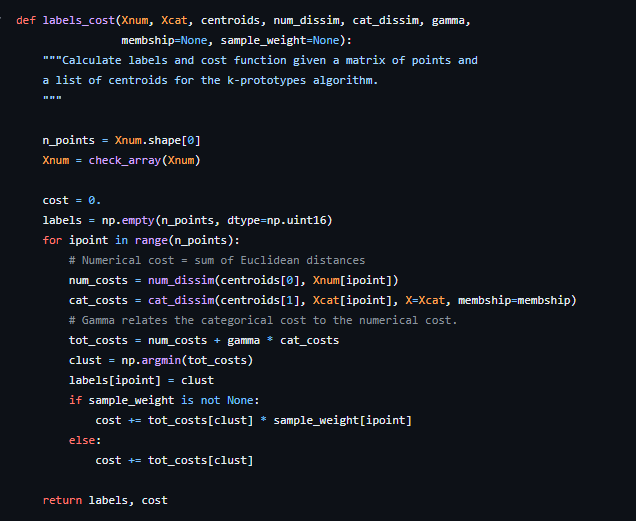 def labels_cost(Xnum, Xcat, centroids, num_dissim, cat_dissim, gamma,
                membship=None, sample_weight=None):
    """Calculate labels and cost function given a matrix of points and
    a list of centroids for the k-prototypes algorithm.
    """

    n_points = Xnum.shape[0]
    Xnum = check_array(Xnum)

    cost = 0.
    labels = np.empty(n_points, dtype=np.uint16)
    for ipoint in range(n_points):
        # Numerical cost = sum of Euclidean distances
        num_costs = num_dissim(centroids[0], Xnum[ipoint])
        cat_costs = cat_dissim(centroids[1], Xcat[ipoint], X=Xcat, membship=membship)
        # Gamma relates the categorical cost to the numerical cost.
        tot_costs = num_costs + gamma * cat_costs
        clust = np.argmin(tot_costs)
        labels[ipoint] = clust
        if sample_weight is not None:
            cost += tot_costs[clust] * sample_weight[ipoint]
        else:
            cost += tot_costs[clust]

    return labels, cost